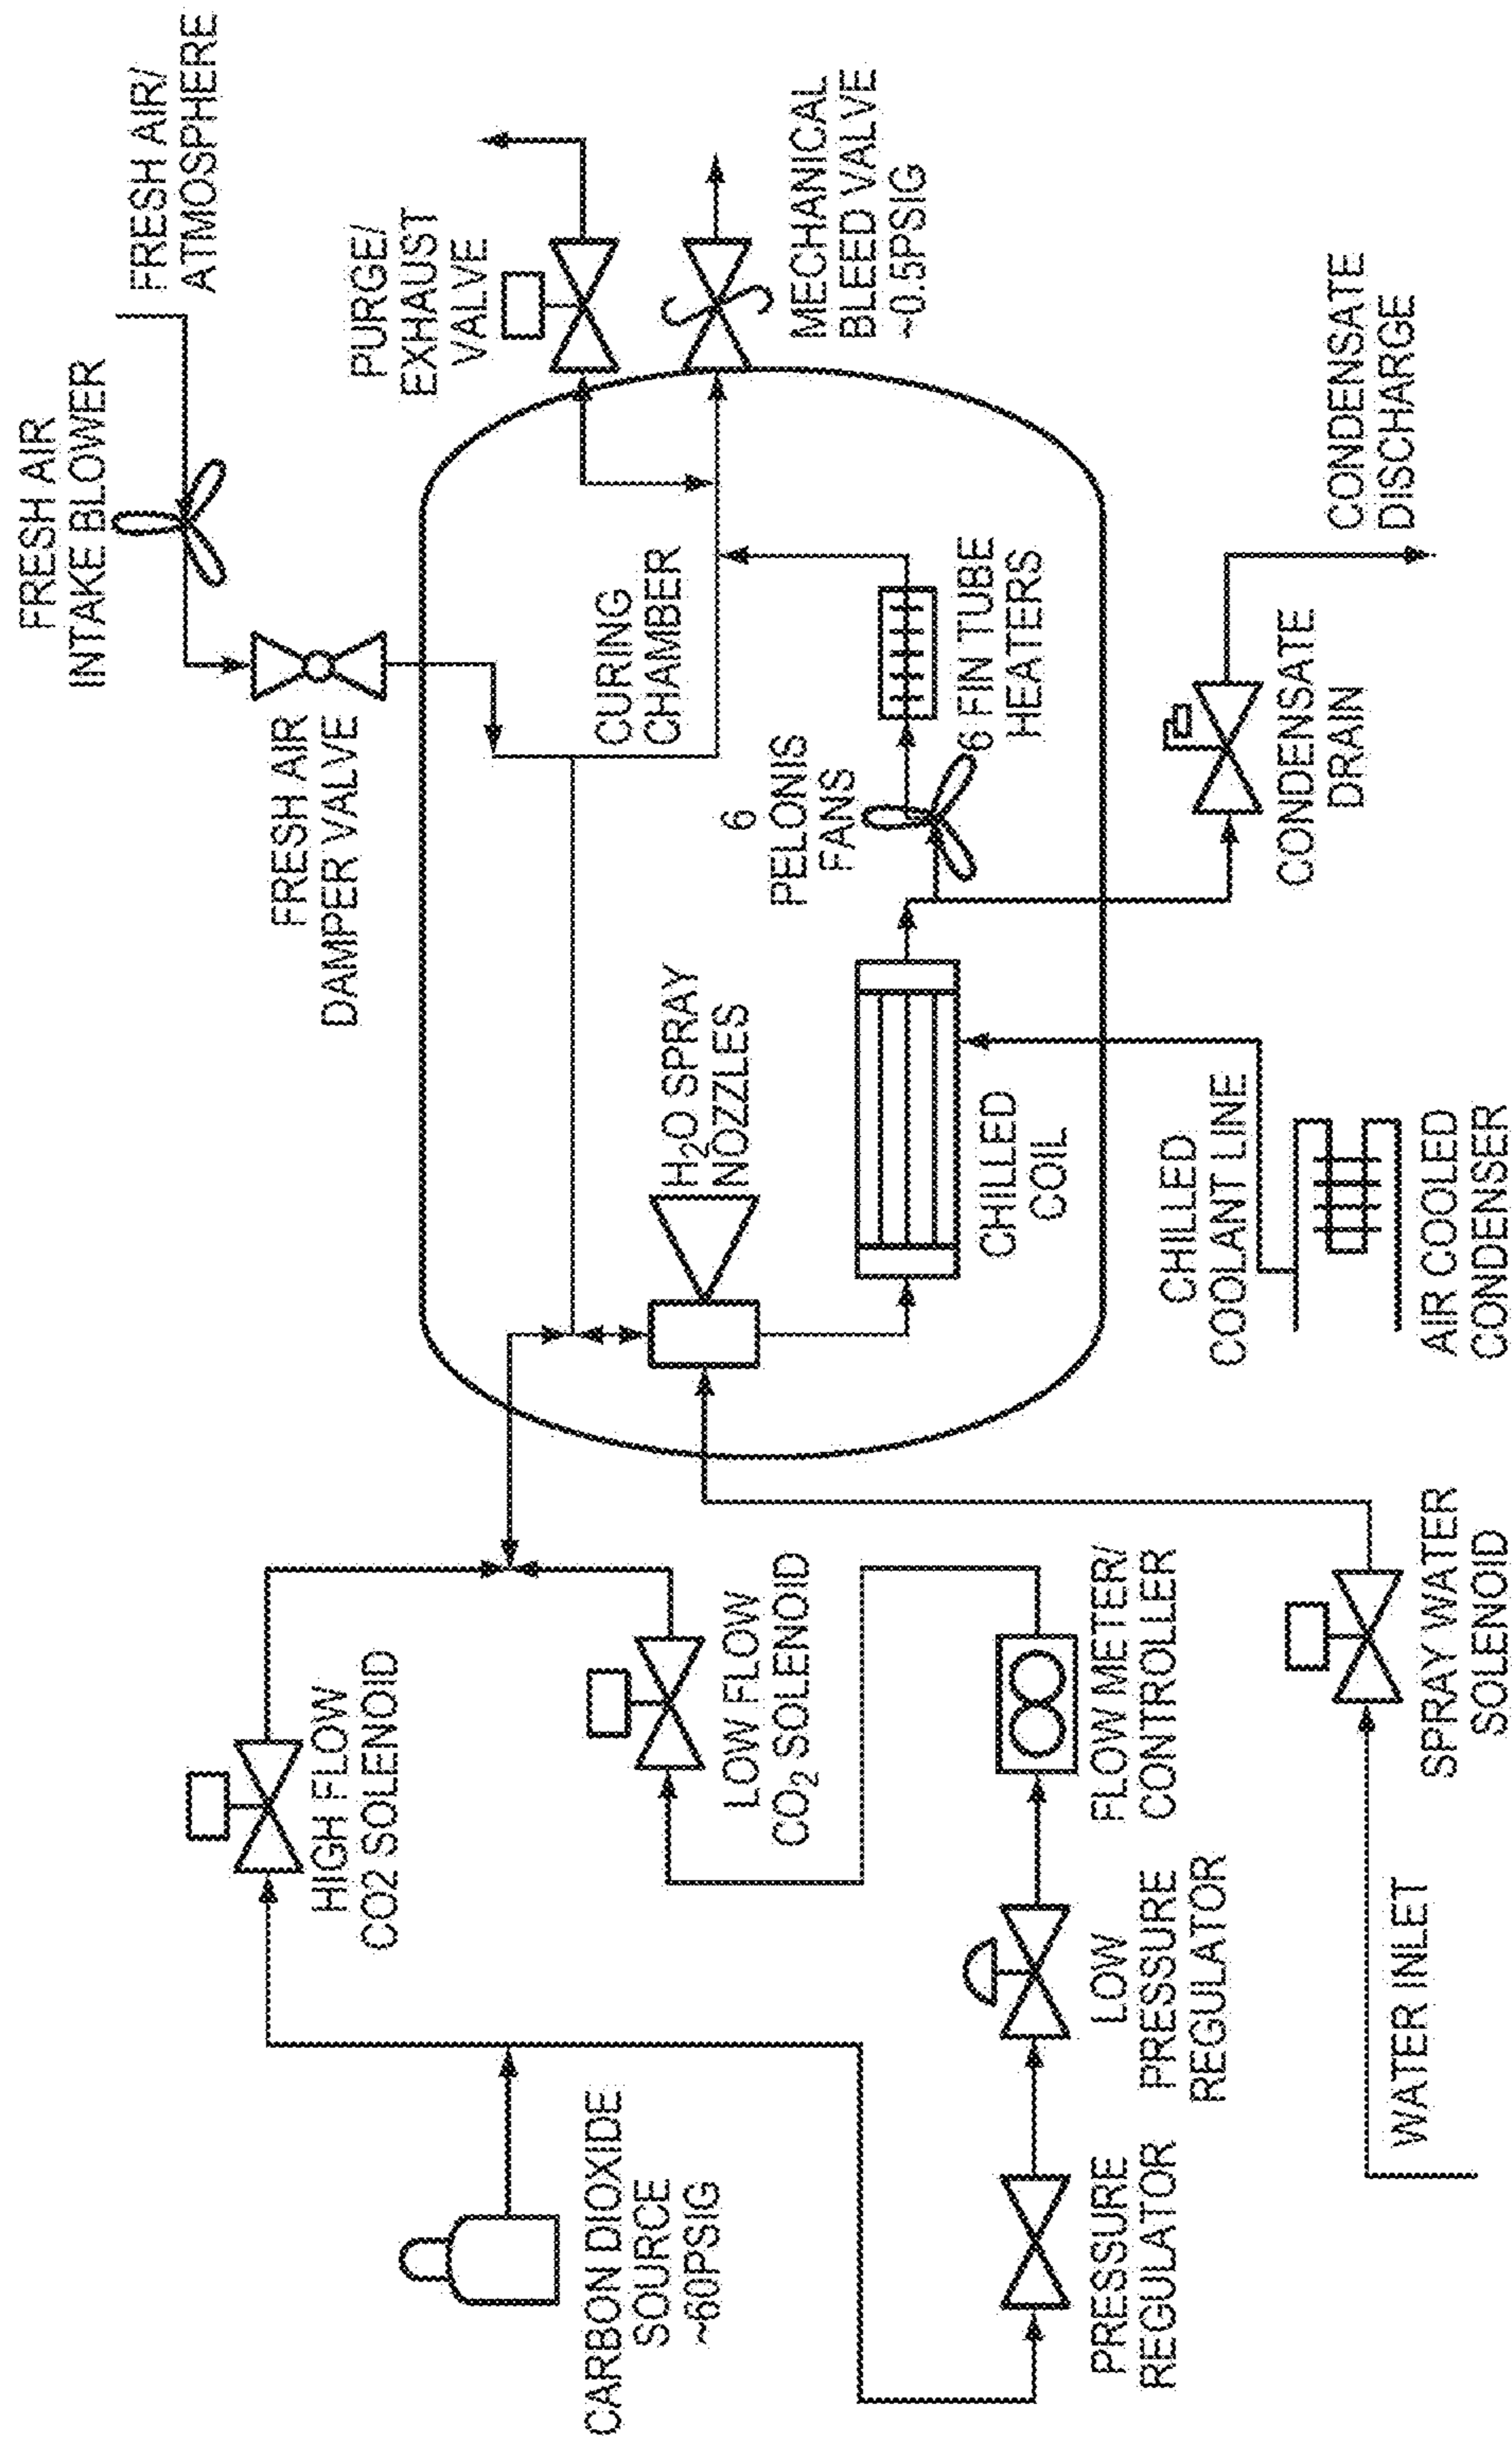 FRESH AIR
INTAKE BLOWER
FRESH AIR/
ATMOSPHERE
FRESH AIR
DAMPER VALVE
PURGE/
EXHAUST
VALVE
MECHANICAL
BLEED VALVE
~0.5PSIG
HIGH FLOW
CO2 SOLENOID
CURING
CHAMBER
H₂O SPRAY
NOZZLES
6
PELONIS
FANS
6 FIN TUBE
HEATERS
CARBON DIOXIDE
SOURCE
~60PSIG
LOW FLOW
CO₂ SOLENOID
CHILLED
COIL
PRESSURE
REGULATOR
LOW
PRESSURE
REGULATOR
FLOW METER/
CONTROLLER
CHILLED
COOLANT LINE
CONDENSATE
DRAIN
CONDENSATE
DISCHARGE
WATER INLET
SPRAY WATER
SOLENOID
AIR COOLED
CONDENSER